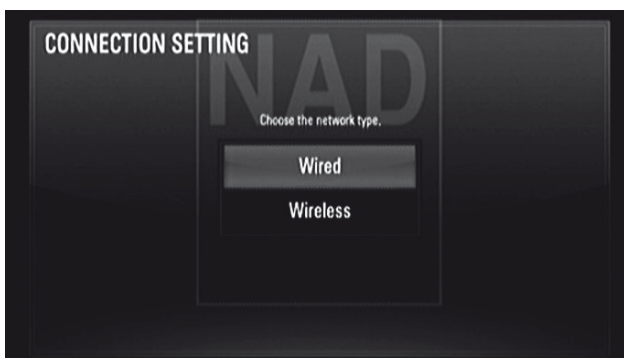 CONNECTION SETTING
NAD
Choose the network type.
Wired
Wireless